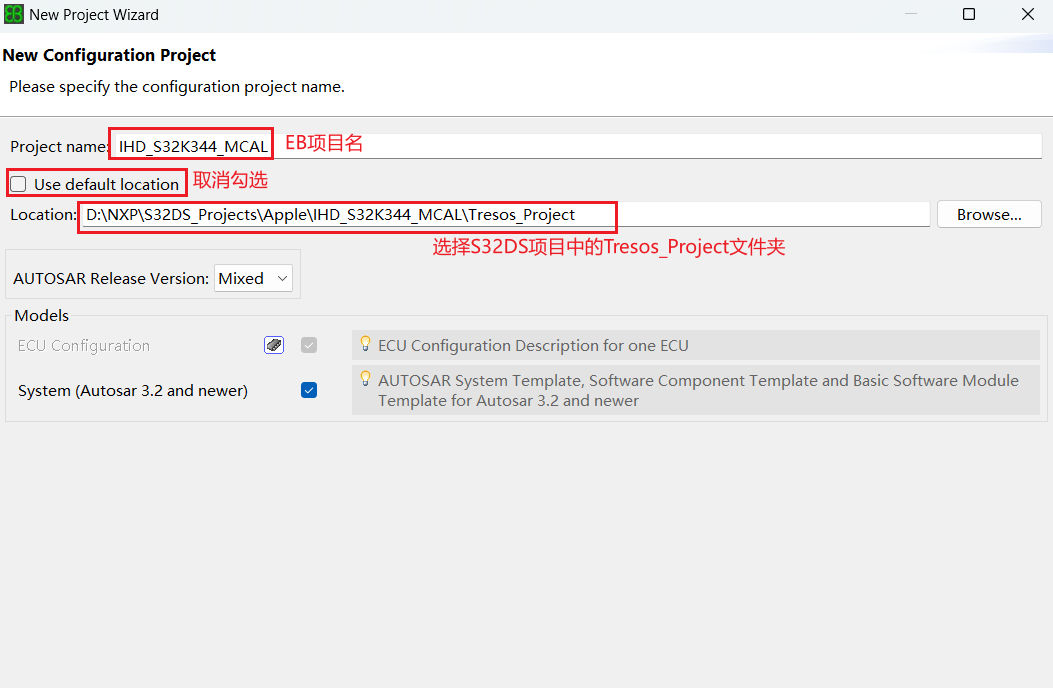 New Project Wizard
New Configuration Project
Please specify the configuration project name.
Project name: IHD_S32K344_MCAL EB项目名
Use default location 取消勾选
Location: D:\NXP\S32DS_Projects\Apple\IHD_S32K344_MCAL\Tresos_Project Browse...
选择S32DS项目中的Tresos_Project文件夹
AUTOSAR Release Version: Mixed
Models
ECU Configuration ECU Configuration Description for one ECU
System (Autosar 3.2 and newer) AUTOSAR System Template, Software Component Template and Basic Software Module
Template for Autosar 3.2 and newer